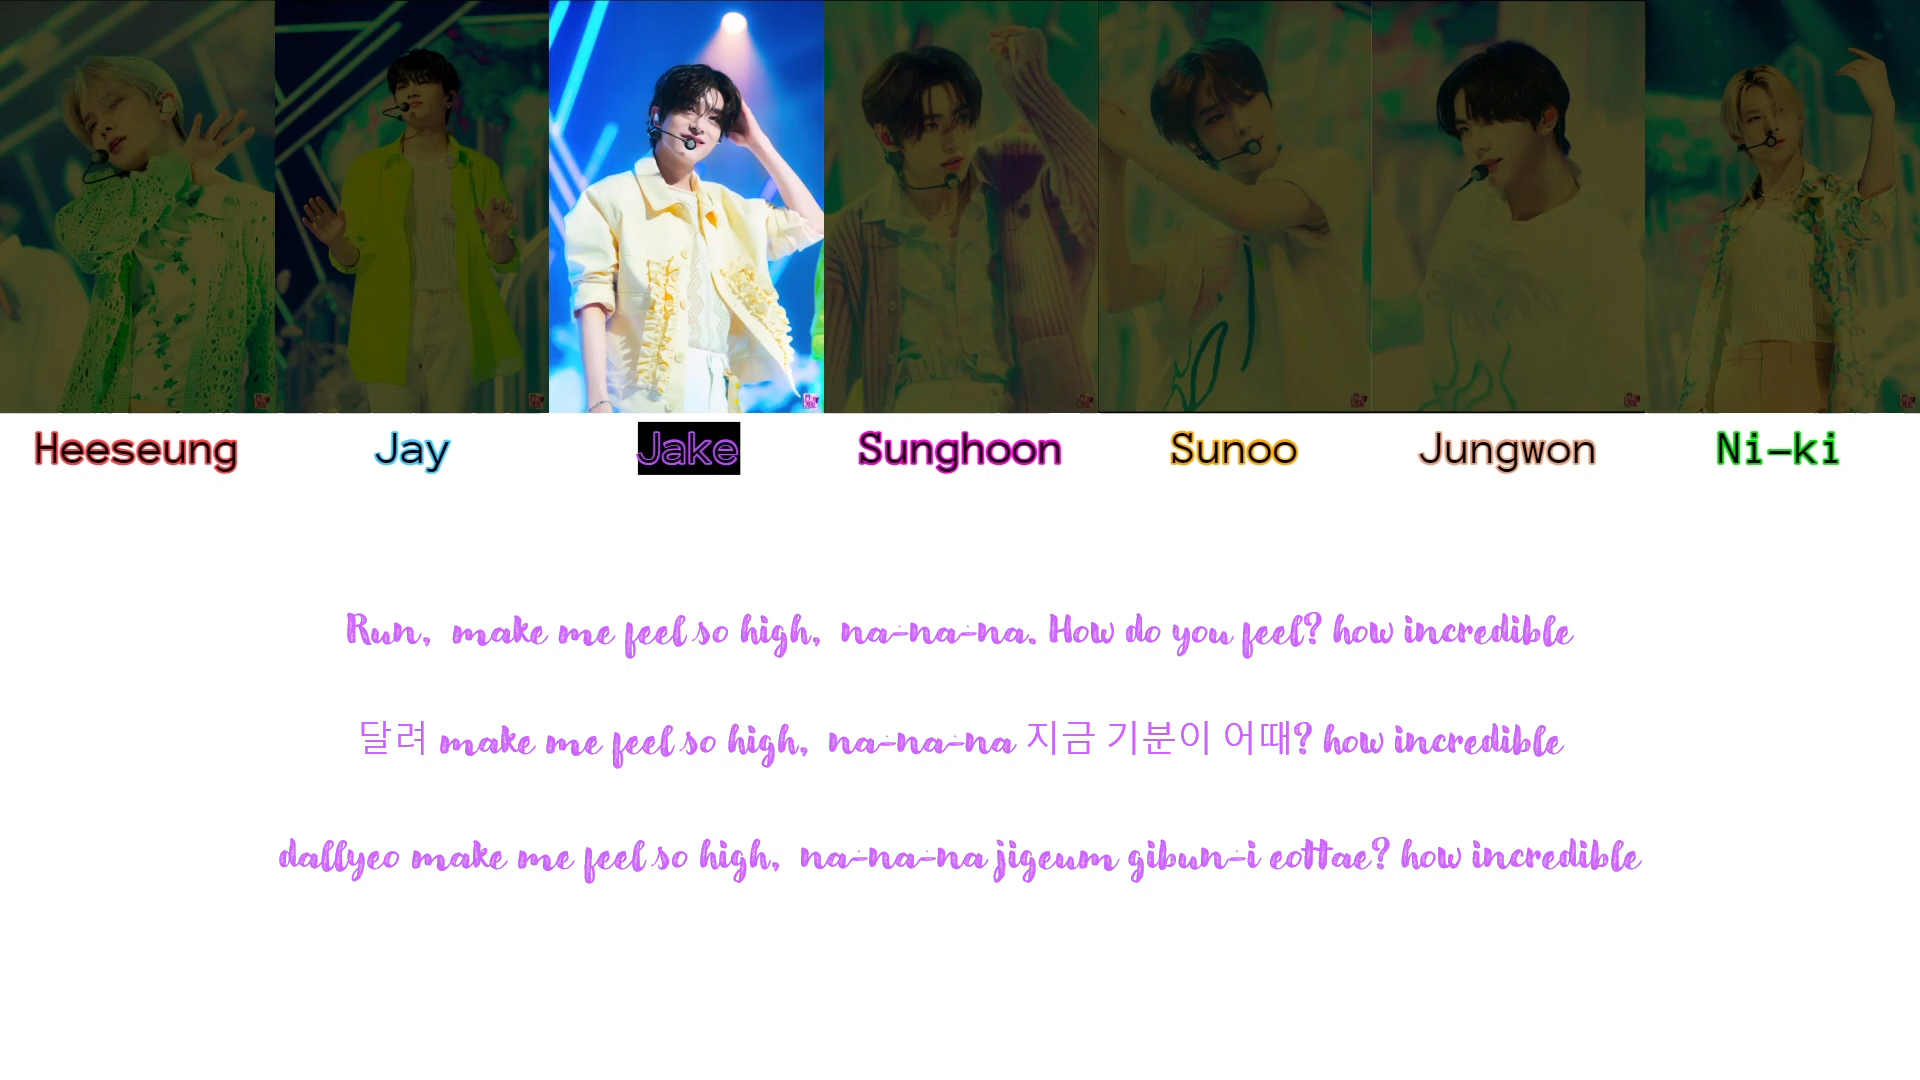 Heeseung Jay Jake Sunghoon Sunoo Jungwon Ni-ki
Run, make me feel so high, na-na-na. How do you feel? how incredible
달려 make me feel so high, na-na-na 지금 기분이 어때? how incredible
dallyeo make me feel so high, na-na-na jigeum gibun-i eottae? how incredible